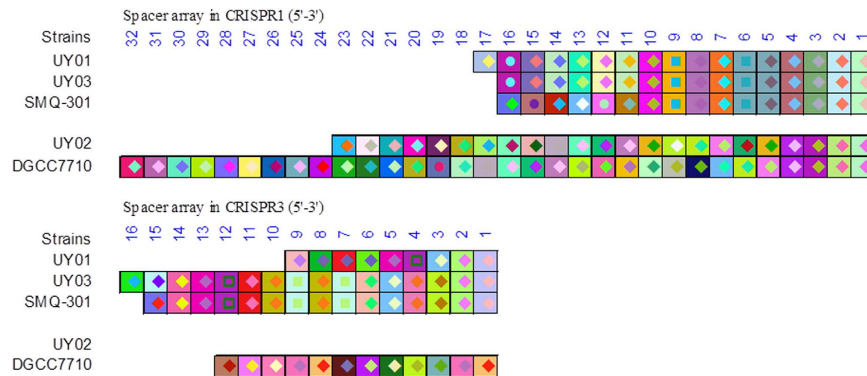 Spacer array in CRISPR1 (5'-3')
Strains 32 31 30 29 28 27 26 25 24 23 22 21 20 19 18 17 16 15 14 13 12 11 10 9 8 7 6 5 4 3 2 1
UY01
UY03
SMQ-301
UY02
DGCC7710
Spacer array in CRISPR3 (5'-3')
Strains 16 15 14 13 12 11 10 9 8 7 6 5 4 3 2 1
UY01
UY03
SMQ-301
UY02
DGCC7710